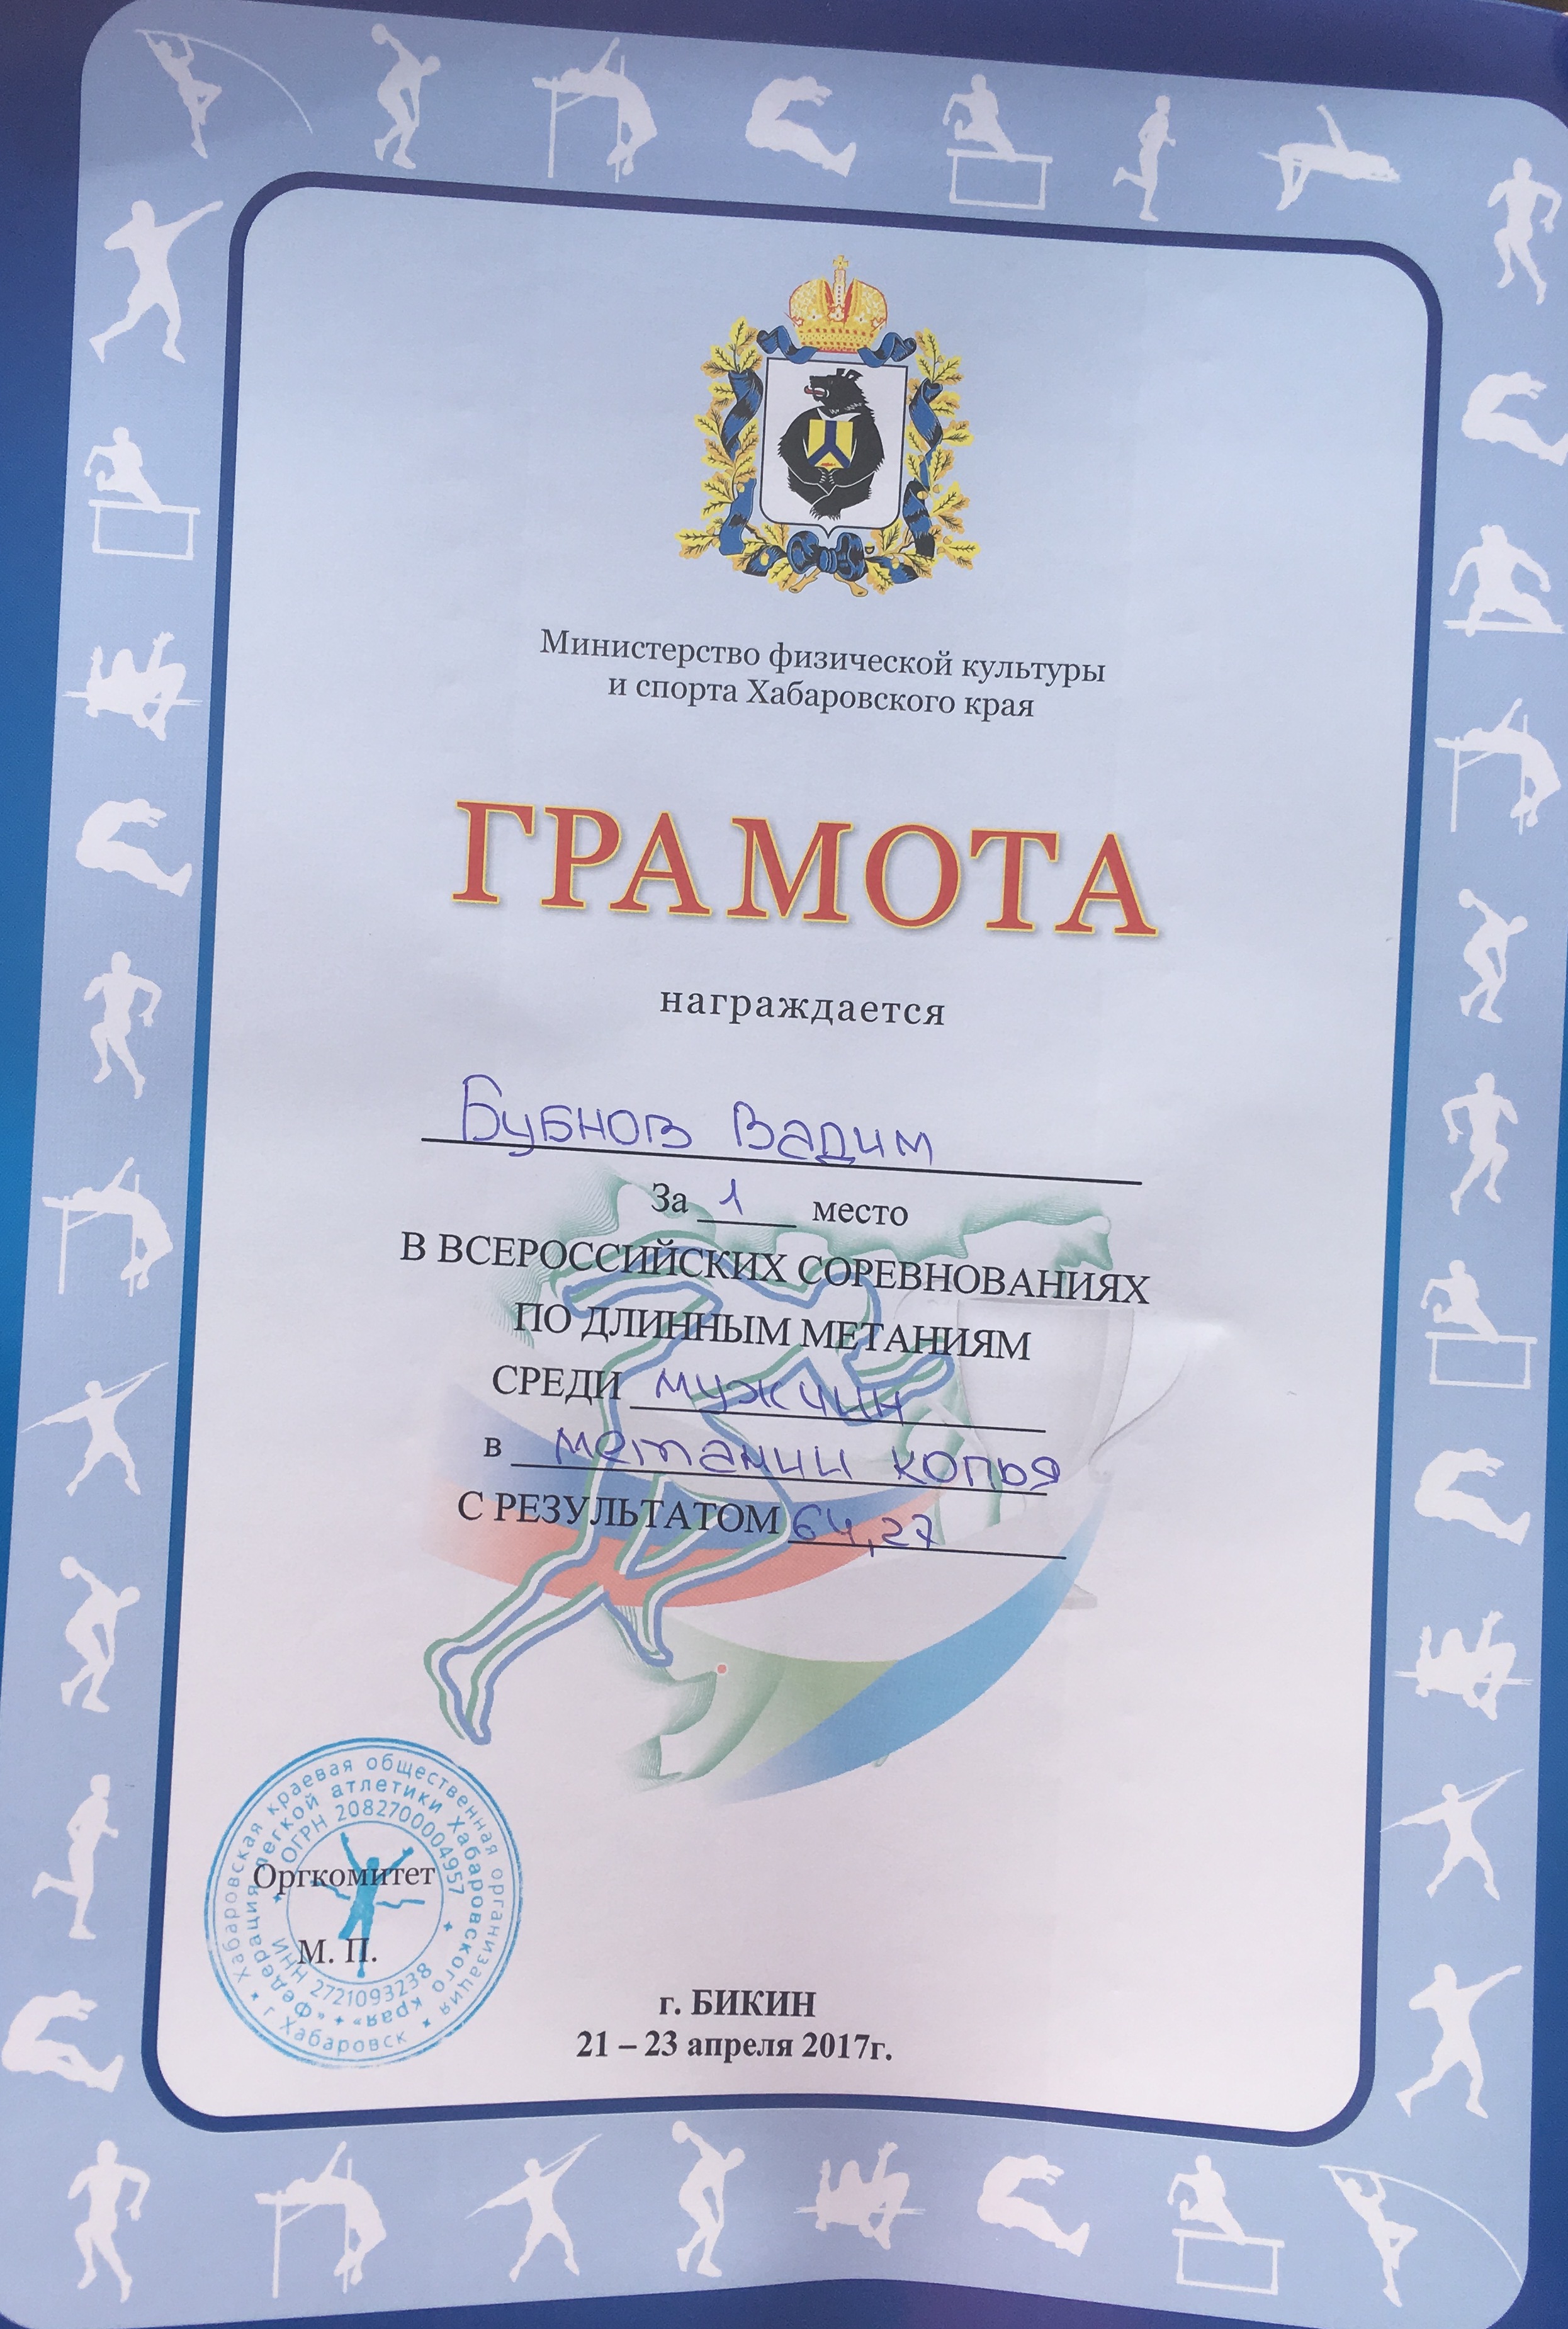 Министерство физической культуры
и спорта Хабаровского края
ГРАМОТА
награждается
Бубнов Вадим
За 1 место
В ВСЕРОССИЙСКИХ СОРЕВНОВАНИЯХ
ПО ДЛИННЫМ МЕТАНИЯМ
СРЕДИ мужчин
в метании копья
С РЕЗУЛЬТАТОМ 64,27
Хабаровская краевая общественная организация
«Федерация легкой атлетики Хабаровского края»
ОГРН 2082700004957
Оргкомитет
М. П.
ИНН 2721093238
г Хабаровск
г. БИКИН
21 – 23 апреля 2017г.